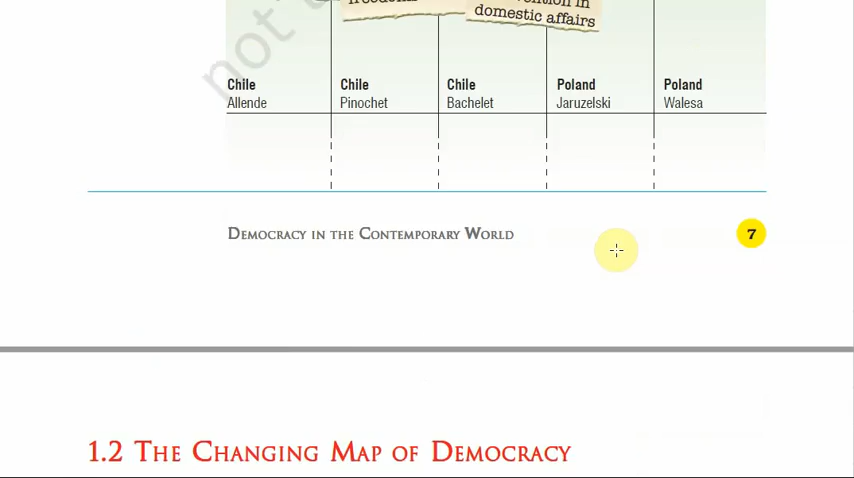 not
domestic affairs
Chile Chile Chile Poland Poland
Allende Pinochet Bachelet Jaruzelski Walesa
Democracy in the Contemporary World 7
1.2 The Changing Map of Democracy